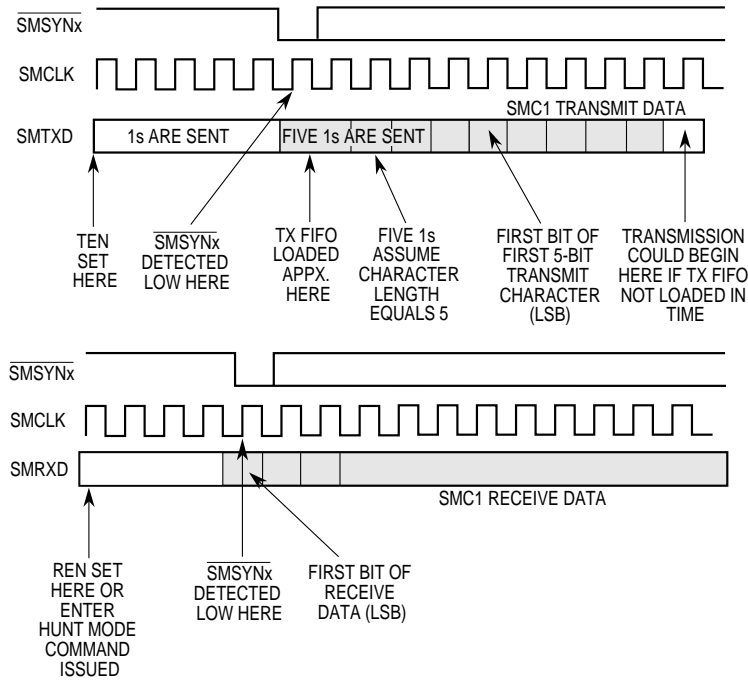 SMSYNx
SMCLK
SMC1 TRANSMIT DATA
SMTXD
1s ARE SENT
FIVE 1s ARE SENT
TEN
SET
HERE
SMSYNx
DETECTED
LOW HERE
TX FIFO
LOADED
APPX.
HERE
FIVE 1s
ASSUME
CHARACTER
LENGTH
EQUALS 5
FIRST BIT OF
FIRST 5-BIT
TRANSMIT
CHARACTER
(LSB)
TRANSMISSION
COULD BEGIN
HERE IF TX FIFO
NOT LOADED IN
TIME
SMSYNx
SMCLK
SMRXD
SMC1 RECEIVE DATA
REN SET
HERE OR
ENTER
HUNT MODE
COMMAND
ISSUED
SMSYNx
DETECTED
LOW HERE
FIRST BIT OF
RECEIVE
DATA (LSB)